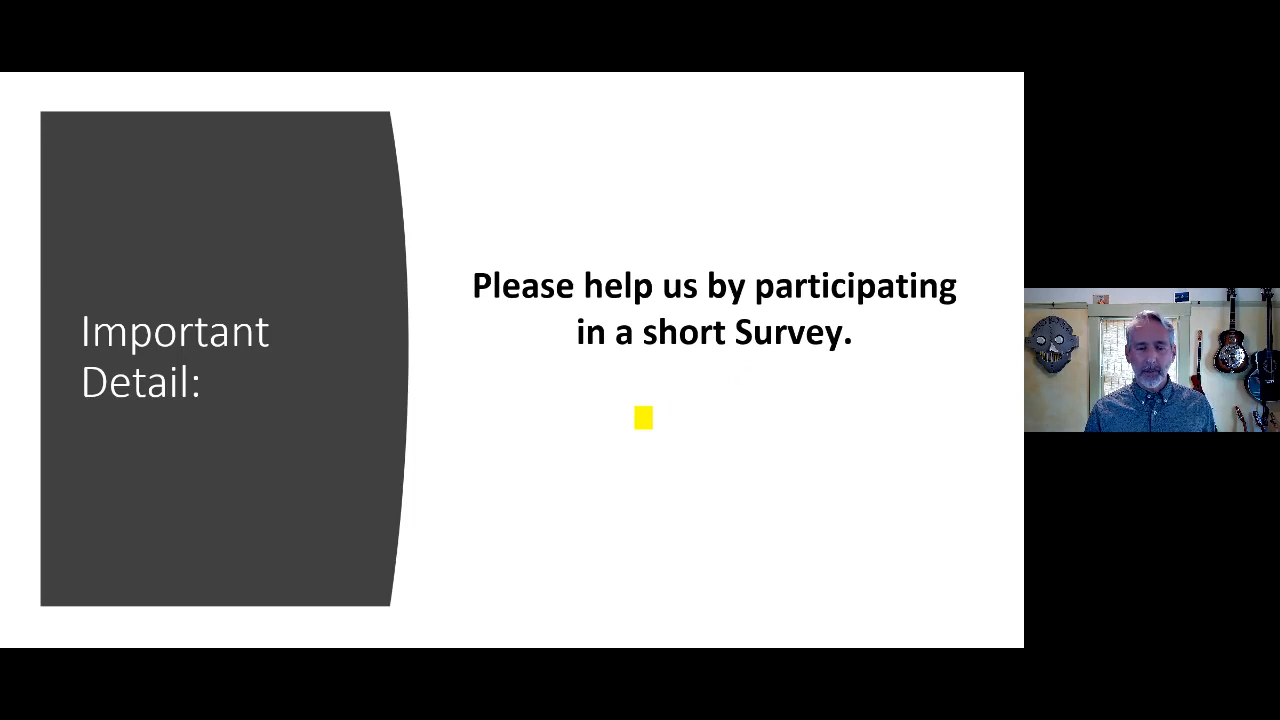 Important
Detail:
Please help us by participating
in a short Survey.